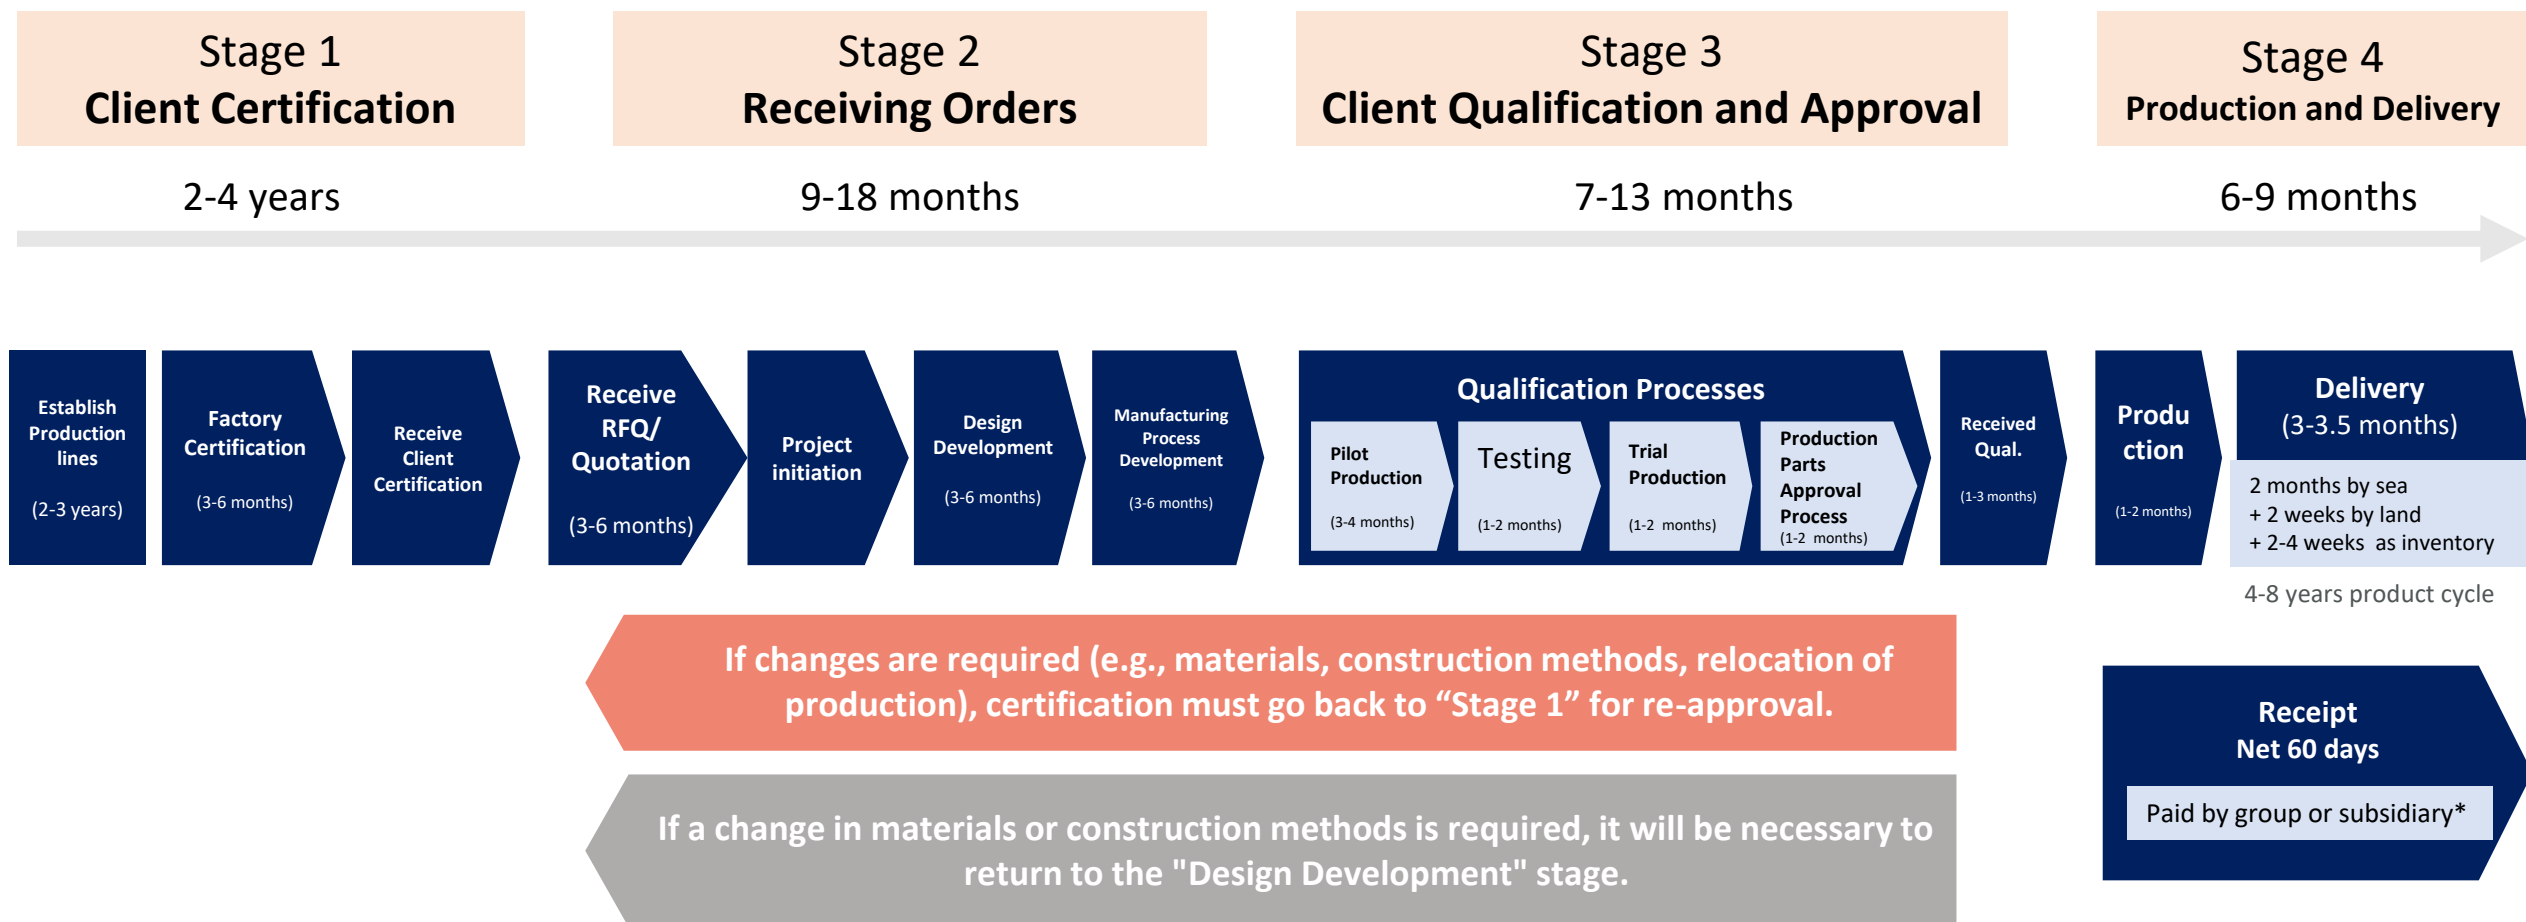 Stage 1
Client Certification
Stage 2
Receiving Orders
Stage 3
Client Qualification and Approval
Stage 4
Production and Delivery
2-4 years
9-18 months
7-13 months
6-9 months
Establish
Production
lines
(2-3 years)
Factory
Certification
(3-6 months)
Receive
Client
Certification
Receive
RFQ/
Quotation
(3-6 months)
Project
initiation
Design
Development
(3-6 months)
Manufacturing
Process
Development
(3-6 months)
Qualification Processes
Pilot
Production
(3-4 months)
Testing
(1-2 months)
Trial
Production
(1-2 months)
Production
Parts
Approval
Process
(1-2 months)
Received
Qual.
(1-3 months)
Produ
ction
(1-2 months)
Delivery
(3-3.5 months)
2 months by sea
+ 2 weeks by land
+ 2-4 weeks as inventory
4-8 years product cycle
If changes are required (e.g., materials, construction methods, relocation of
production), certification must go back to “Stage 1” for re-approval.
If a change in materials or construction methods is required, it will be necessary to
return to the "Design Development" stage.
Receipt
Net 60 days
Paid by group or subsidiary*